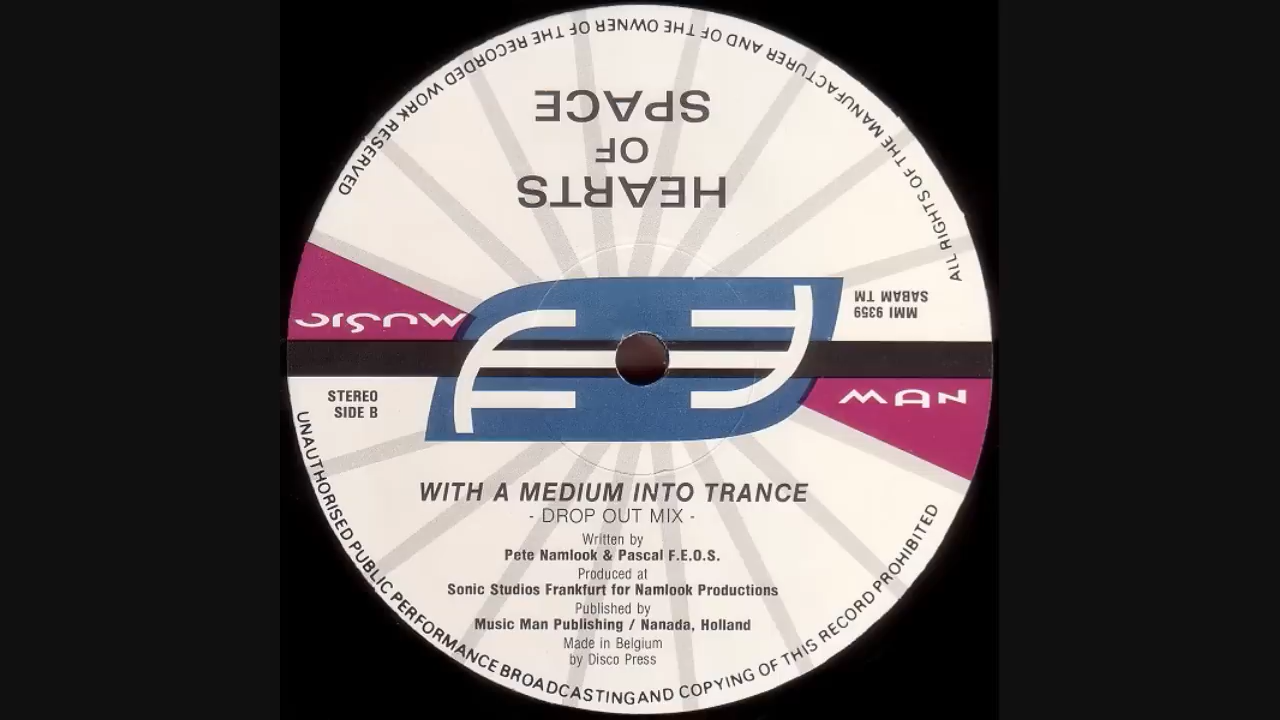 ALL RIGHTS OF THE MANUFACTURER AND OF THE OWNER OF THE RECORDED WORK RESERVED
HEARTS
OF
SPACE
MMI 9359
SABAM TM
MUSIC
MAN
STEREO
SIDE B
WITH A MEDIUM INTO TRANCE
- DROP OUT MIX -
Written by
Pete Namlook & Pascal F.E.O.S.
Produced at
Sonic Studios Frankfurt for Namlook Productions
Published by
Music Man Publishing / Nanada, Holland
Made in Belgium
by Disco Press
UNAUTHORISED PUBLIC PERFORMANCE BROADCASTING AND COPYING OF THIS RECORD PROHIBITED